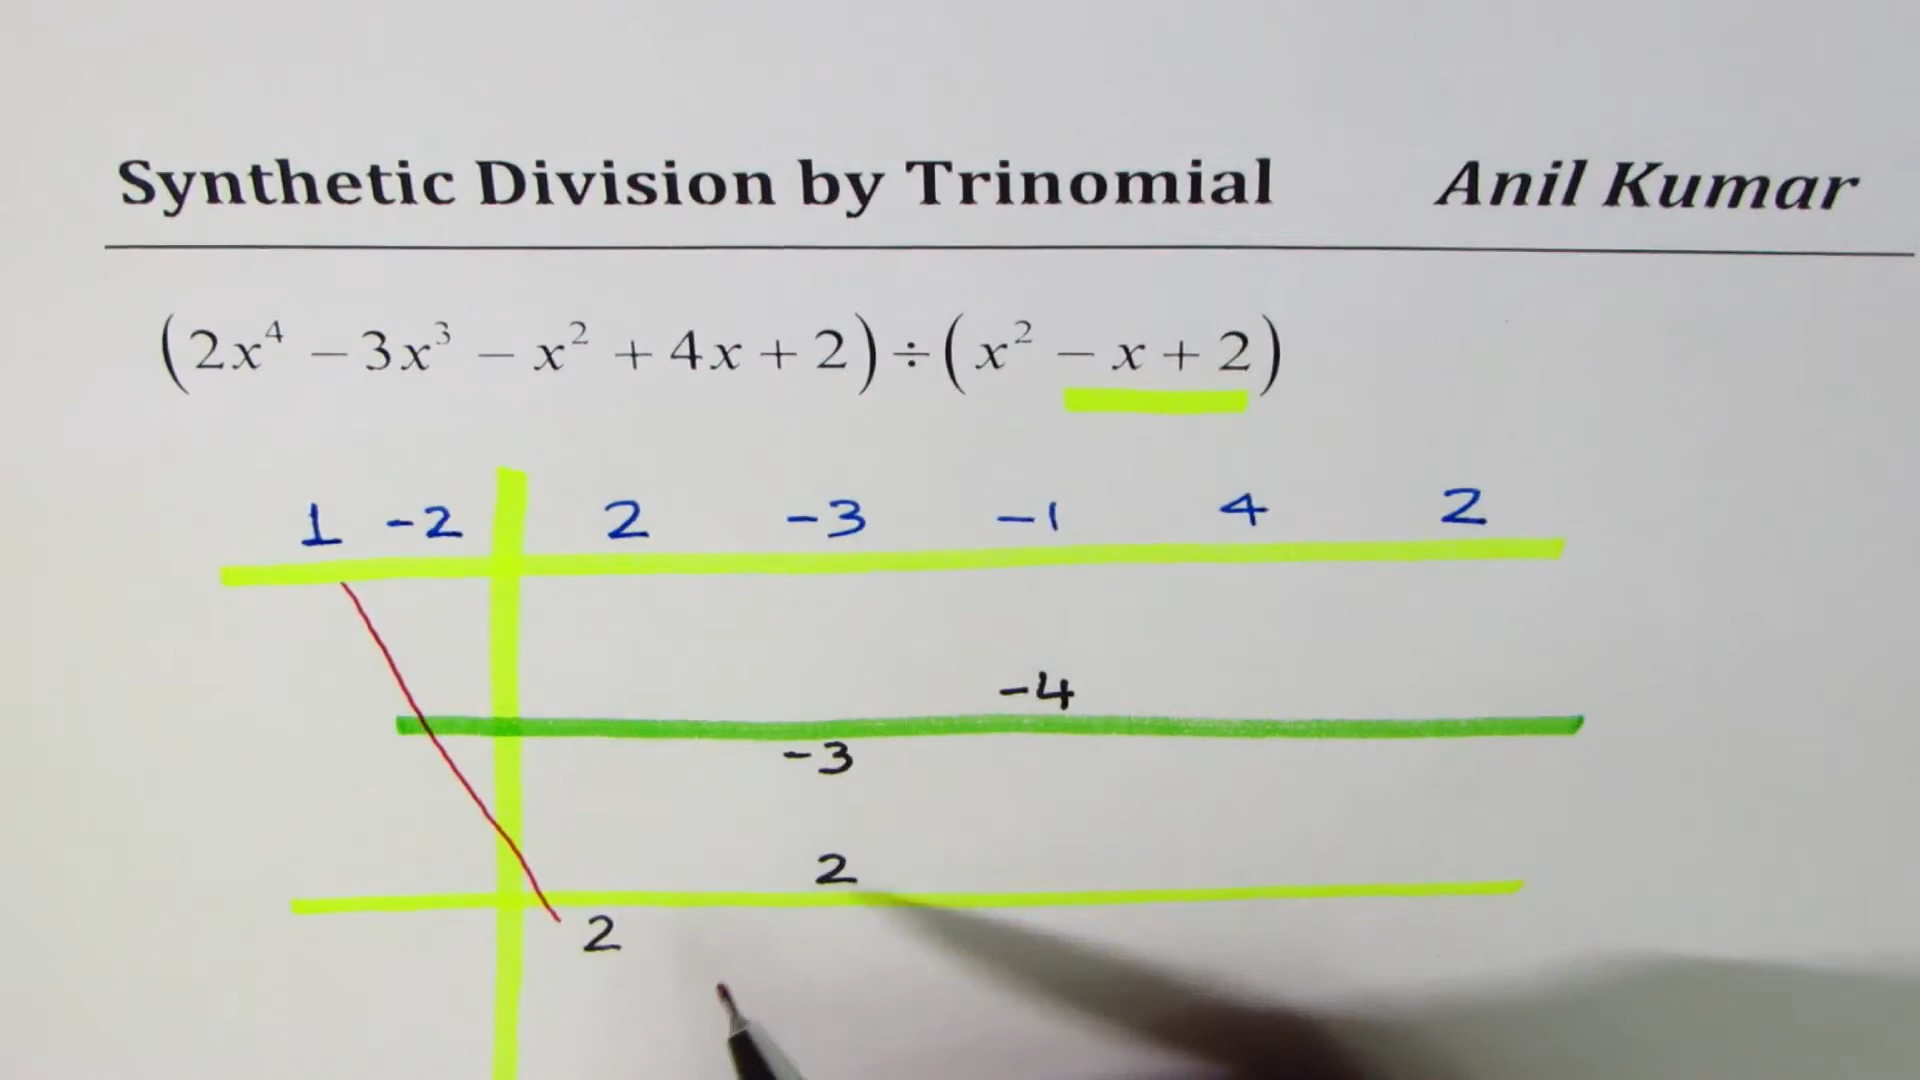 Synthetic Division by Trinomial Anil Kumar
(2x⁴ − 3x³ − x² + 4x + 2) ÷ (x² − x + 2)
1 -2 2 -3 -1 4 2
-4
-3
2
2